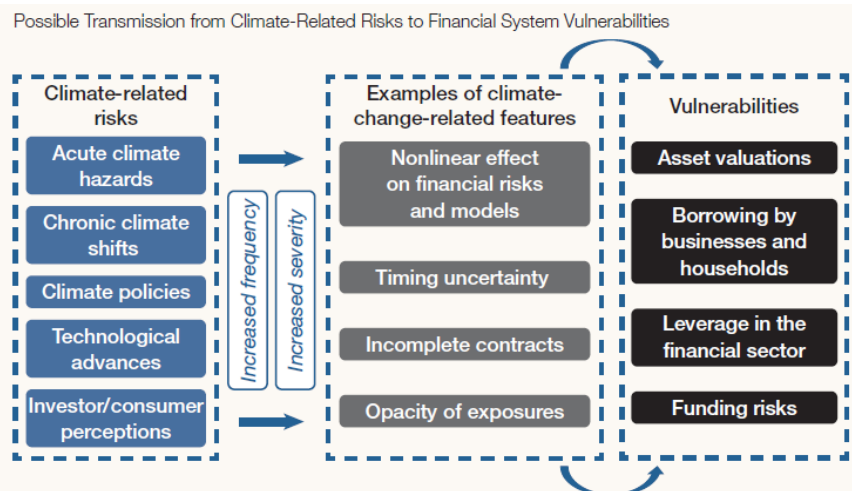 Possible Transmission from Climate-Related Risks to Financial System Vulnerabilities
Climate-related
risks
Acute climate
hazards
Chronic climate
shifts
Climate policies
Technological
advances
Investor/consumer
perceptions
Increased frequency
Increased severity
Examples of climate-
change-related features
Nonlinear effect
on financial risks
and models
Timing uncertainty
Incomplete contracts
Opacity of exposures
Vulnerabilities
Asset valuations
Borrowing by
businesses and
households
Leverage in the
financial sector
Funding risks